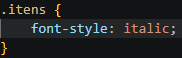 .itens {
    font-style: italic;
}